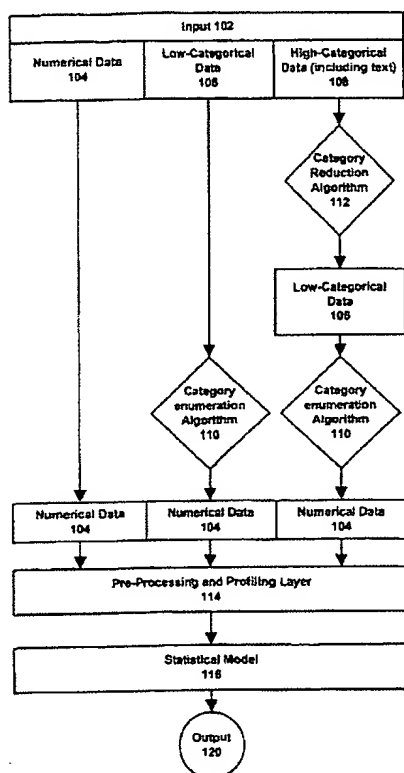 Input 102
Numerical Data
104
Low-Categorical
Data
106
High-Categorical
Data (including text)
108
Category
Reduction
Algorithm
112
Low-Categorical
Data
106
Category
enumeration
Algorithm
110
Category
enumeration
Algorithm
110
Numerical Data
104
Numerical Data
104
Numerical Data
104
Pre-Processing and Profiling Layer
114
Statistical Model
116
Output
120